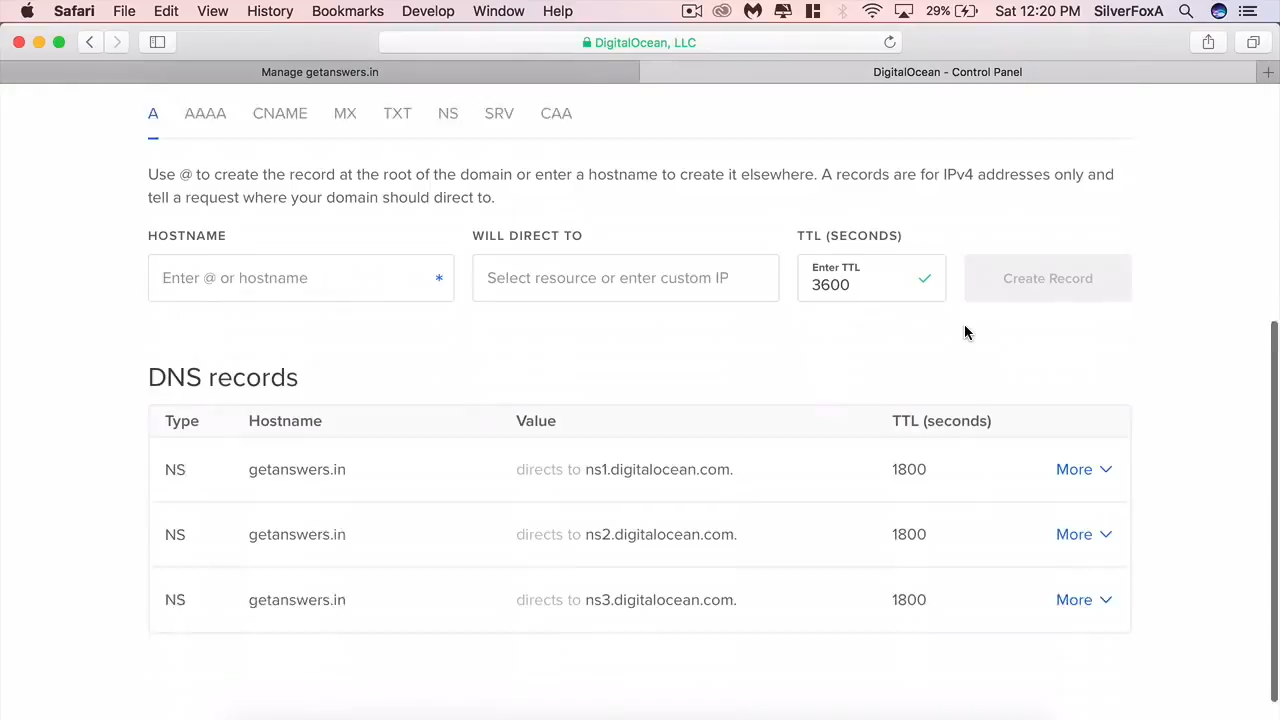 Safari File Edit View History Bookmarks Develop Window Help 29% Sat 12:20 PM SilverFoxA
DigitalOcean, LLC
Manage getanswers.in DigitalOcean - Control Panel
A AAAA CNAME MX TXT NS SRV CAA
Use @ to create the record at the root of the domain or enter a hostname to create it elsewhere. A records are for IPv4 addresses only and
tell a request where your domain should direct to.
HOSTNAME WILL DIRECT TO TTL (SECONDS)
Enter @ or hostname * Select resource or enter custom IP Enter TTL
3600 Create Record
DNS records
Type Hostname Value TTL (seconds)
NS getanswers.in directs to ns1.digitalocean.com. 1800 More
NS getanswers.in directs to ns2.digitalocean.com. 1800 More
NS getanswers.in directs to ns3.digitalocean.com. 1800 More